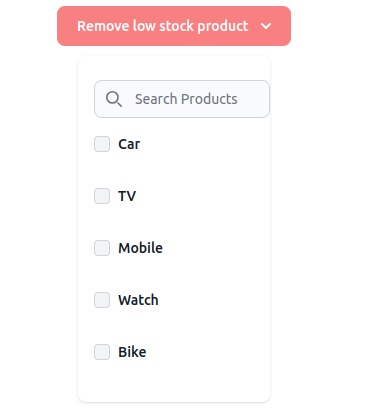 Remove low stock product
Search Products
Car
TV
Mobile
Watch
Bike